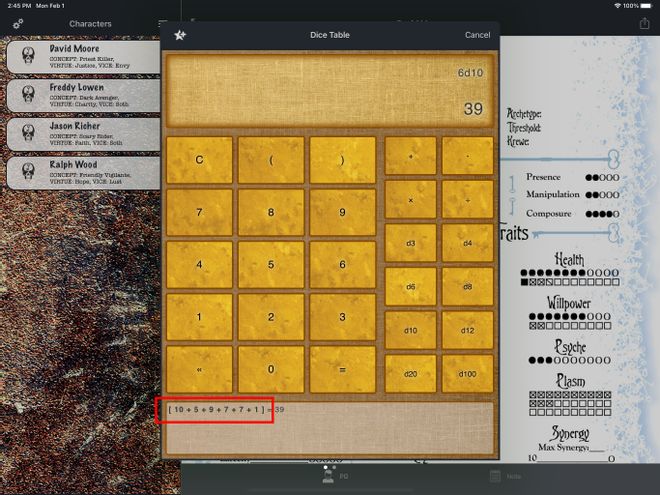 2:45 PM Mon Feb 1
100%
Characters
David Moore
CONCEPT: Priest Killer,
VIRTUE: Justice, VICE: Envy
Freddy Lowen
CONCEPT: Dark Avenger,
VIRTUE: Charity, VICE: Soth
Jason Richer
CONCEPT: Scary Rider,
VIRTUE: Faith, VICE: Soth
Ralph Wood
CONCEPT: Friendly Vigilante,
VIRTUE: Hope, VICE: Lust
Dice Table
Cancel
6d10
39
C ( ) + -
7 8 9 × ÷
4 5 6 d3 d4
d6 d8
1 2 3 d10 d12
« 0 = d20 d100
[ 10 + 5 + 9 + 7 + 7 + 1 ] = 39
Archetype:
Threshold:
Krewe:
Presence
Manipulation
Composure
raits
Health
Willpower
Psyche
Plasm
Synergy
Max Synergy:
10
PG
Note